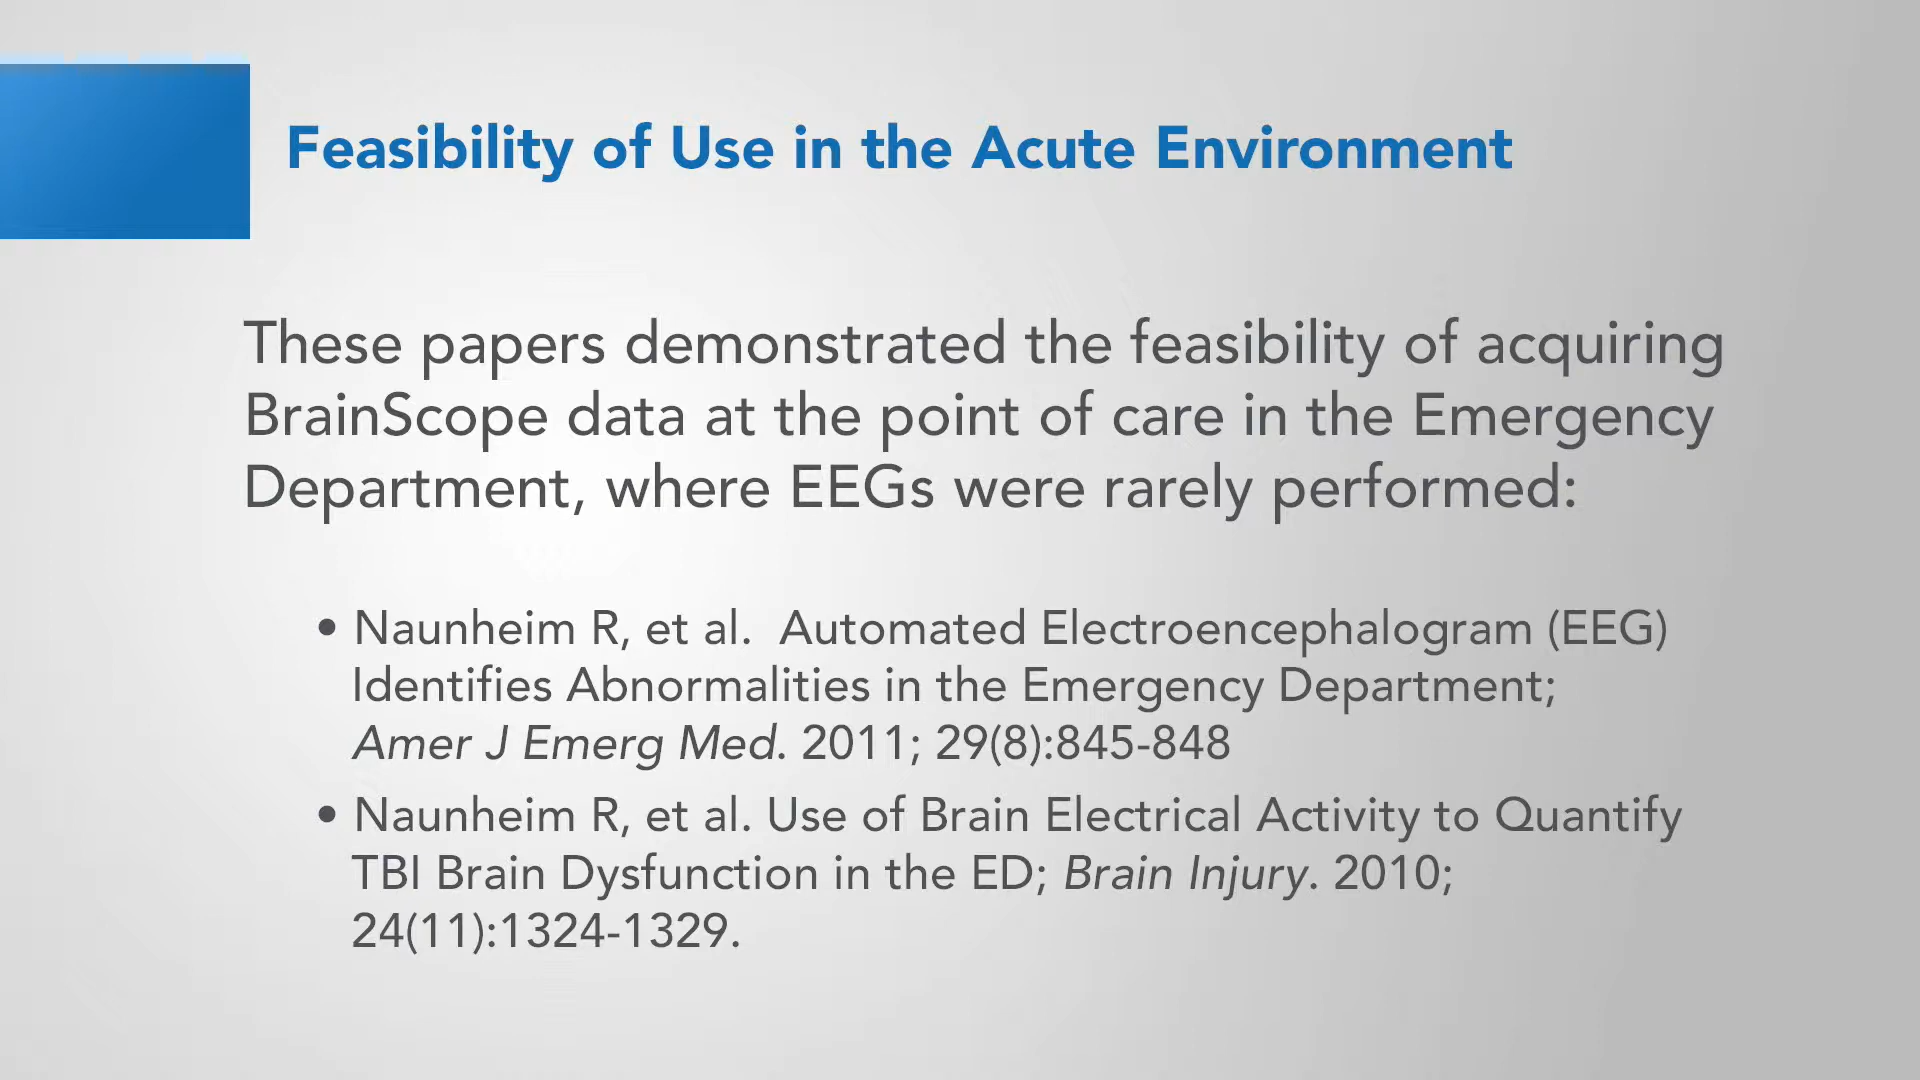 Feasibility of Use in the Acute Environment
These papers demonstrated the feasibility of acquiring
BrainScope data at the point of care in the Emergency
Department, where EEGs were rarely performed:
• Naunheim R, et al.  Automated Electroencephalogram (EEG)
Identifies Abnormalities in the Emergency Department;
Amer J Emerg Med. 2011; 29(8):845-848
• Naunheim R, et al. Use of Brain Electrical Activity to Quantify
TBI Brain Dysfunction in the ED; Brain Injury. 2010;
24(11):1324-1329.